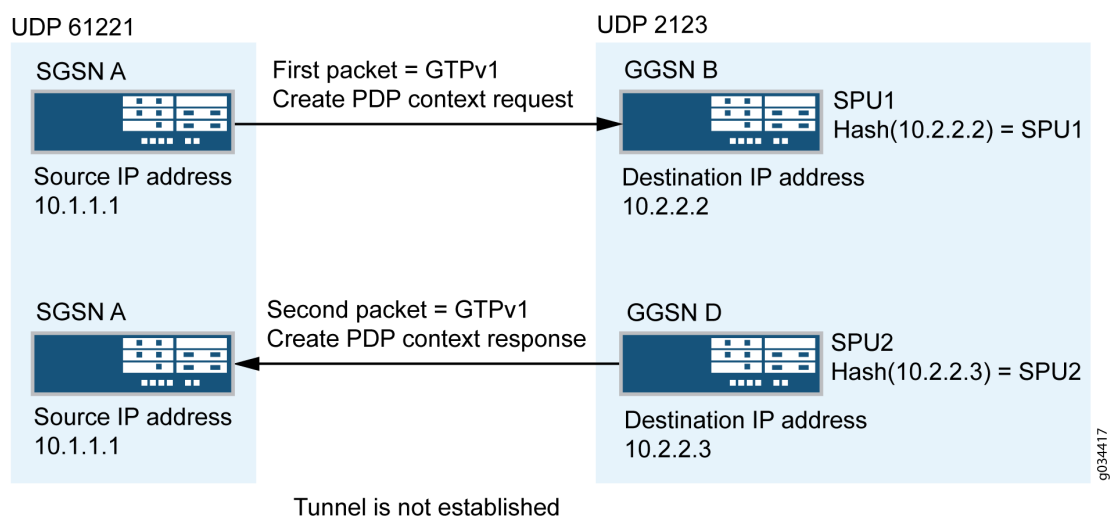 UDP 61221
UDP 2123
SGSN A
First packet = GTPv1
Create PDP context request
GGSN B
SPU1
Hash(10.2.2.2) = SPU1
Source IP address
10.1.1.1
Destination IP address
10.2.2.2
SGSN A
Second packet = GTPv1
Create PDP context response
GGSN D
SPU2
Hash(10.2.2.3) = SPU2
Source IP address
10.1.1.1
Destination IP address
10.2.2.3
Tunnel is not established
g034417